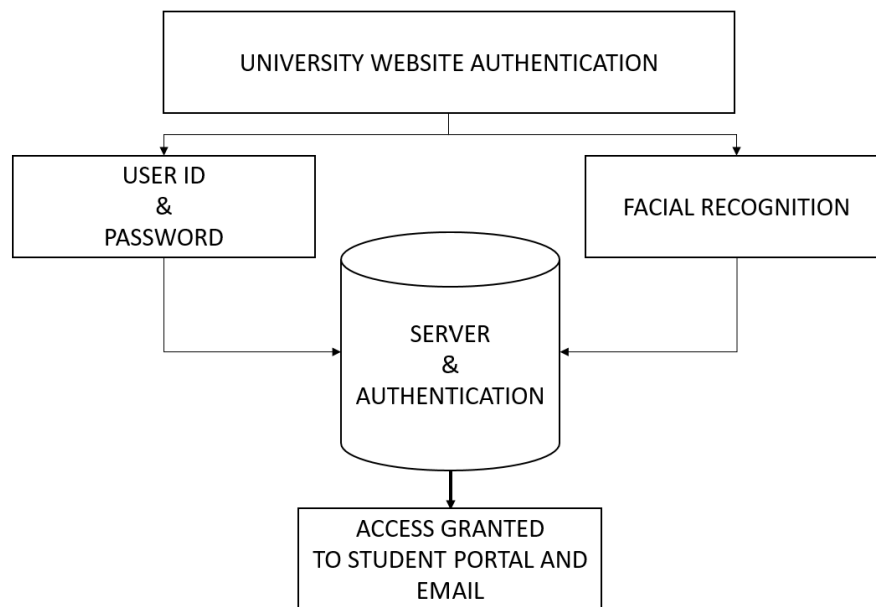 UNIVERSITY WEBSITE AUTHENTICATION
USER ID
&
PASSWORD
FACIAL RECOGNITION
SERVER
&
AUTHENTICATION
ACCESS GRANTED
TO STUDENT PORTAL AND
EMAIL